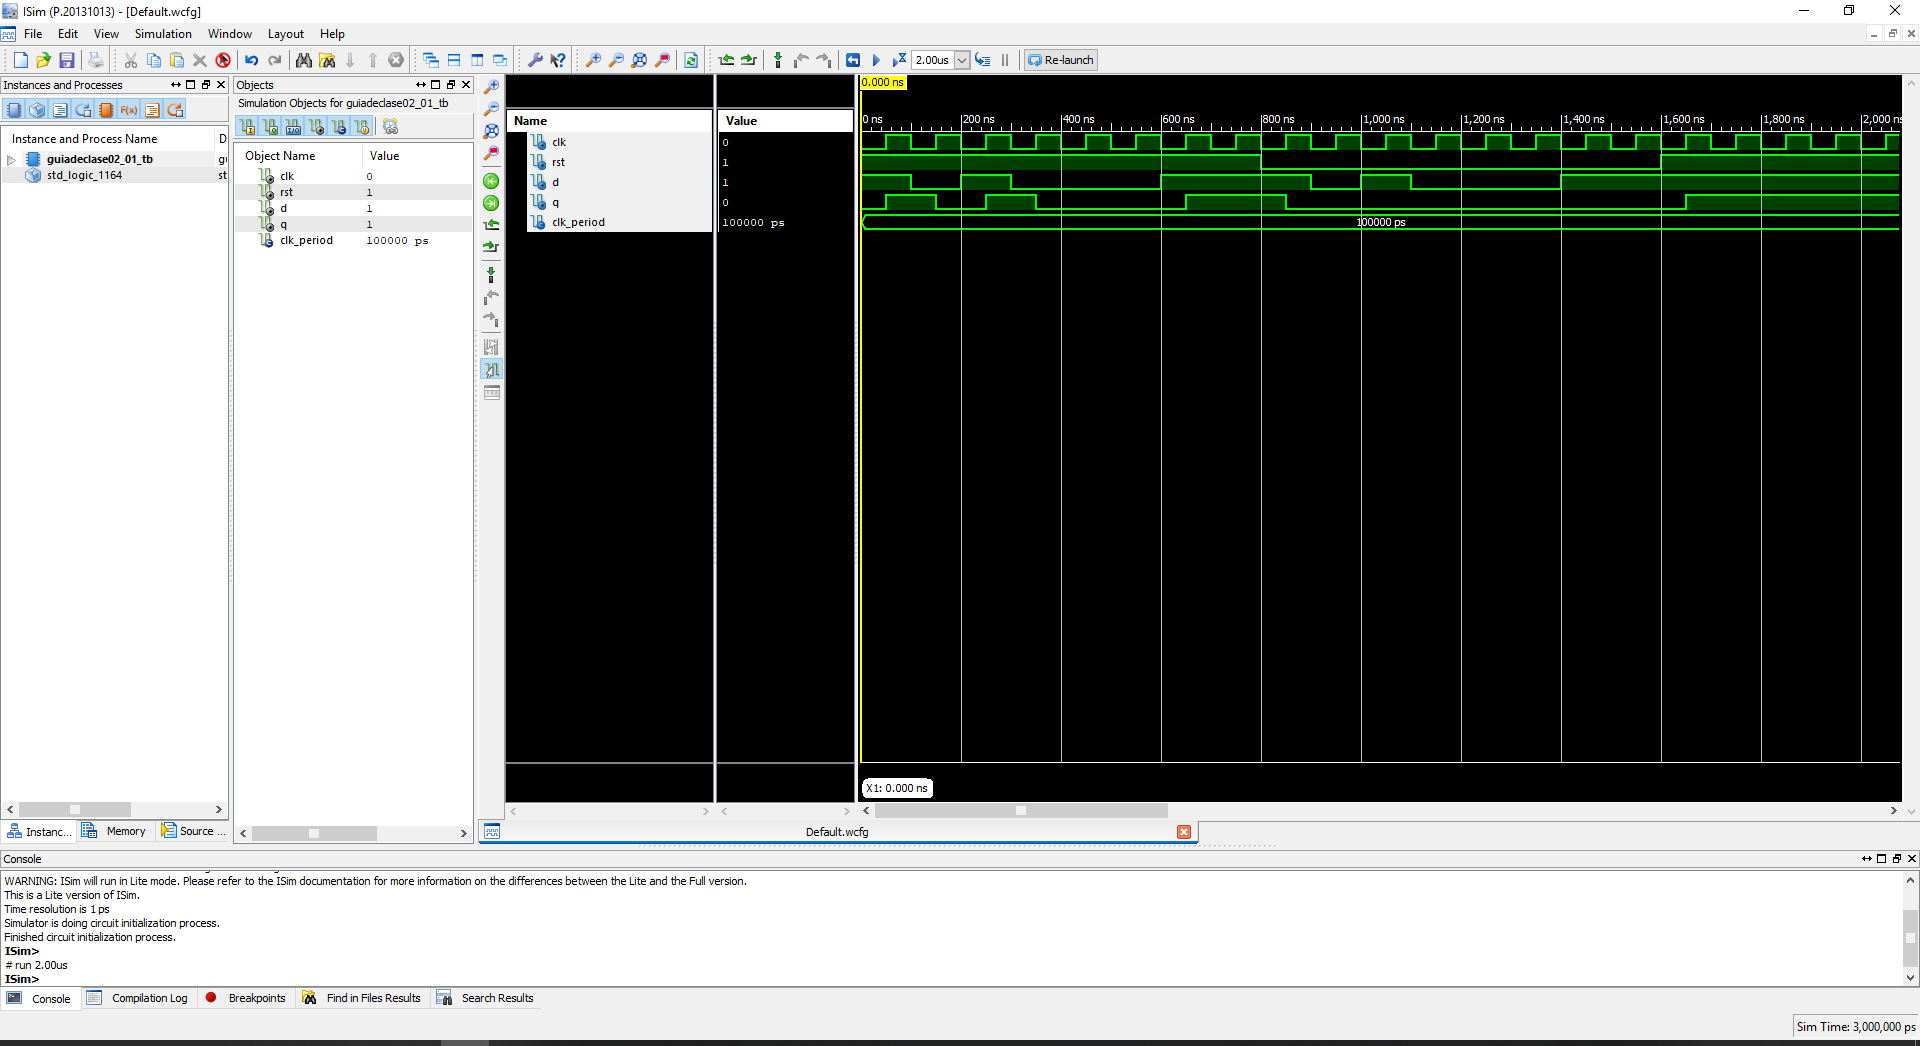 ISim (P.20131013) - [Default.wcfg]
File Edit View Simulation Window Layout Help
2.00us
Re-launch
Instances and Processes
Instance and Process Name D
guiadeclase02_01_tb gu
std_logic_1164 st
Instanc... Memory Source ...
Objects
Simulation Objects for guiadeclase02_01_tb
Object Name Value
clk 0
rst 1
d 1
q 1
clk_period 100000 ps
Name Value
clk 0
rst 1
d 1
q 0
clk_period 100000 ps
0.000 ns
0 ns 200 ns 400 ns 600 ns 800 ns 1,000 ns 1,200 ns 1,400 ns 1,600 ns 1,800 ns 2,000 ns
100000 ps
X1: 0.000 ns
Default.wcfg
Console
WARNING: ISim will run in Lite mode. Please refer to the ISim documentation for more information on the differences between the Lite and the Full version.
This is a Lite version of ISim.
Time resolution is 1 ps
Simulator is doing circuit initialization process.
Finished circuit initialization process.
ISim>
# run 2.00us
ISim>
Console Compilation Log Breakpoints Find in Files Results Search Results
Sim Time: 3,000,000 ps